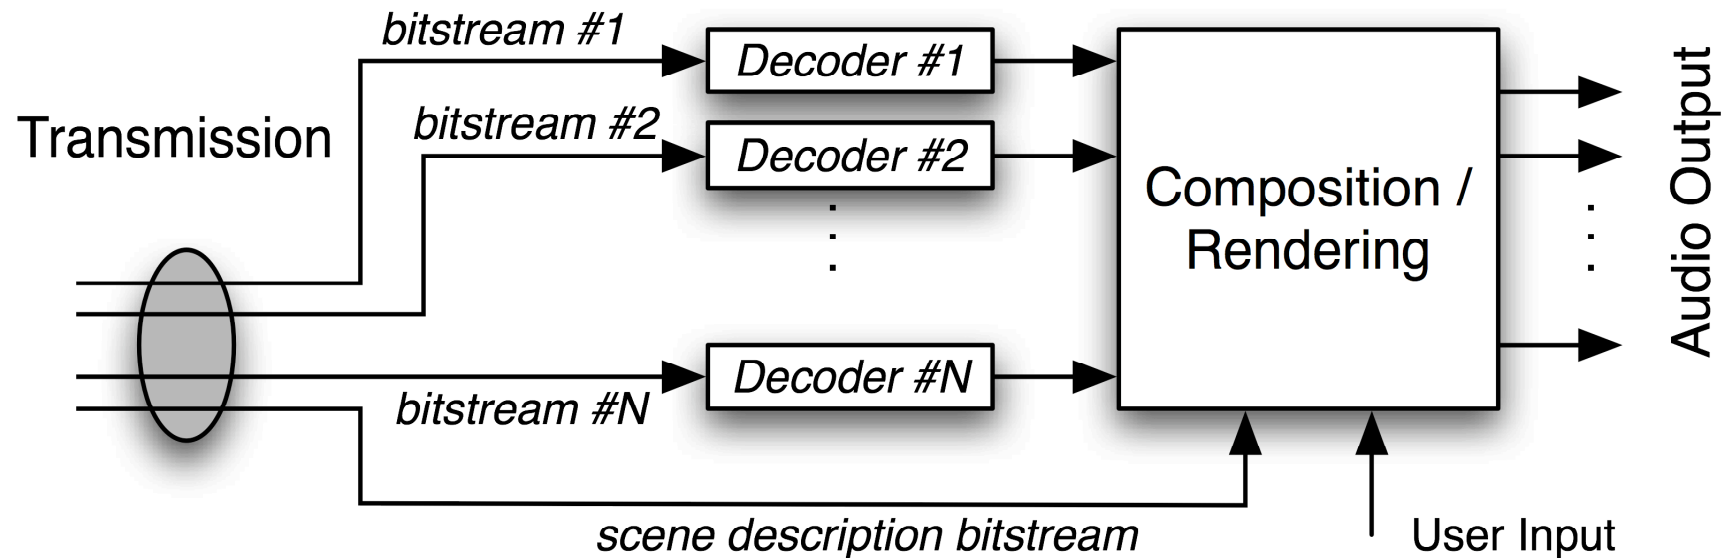 bitstream #1
Decoder #1
Transmission
bitstream #2
Decoder #2
Composition /
Rendering
Audio Output
bitstream #N
Decoder #N
scene description bitstream
User Input